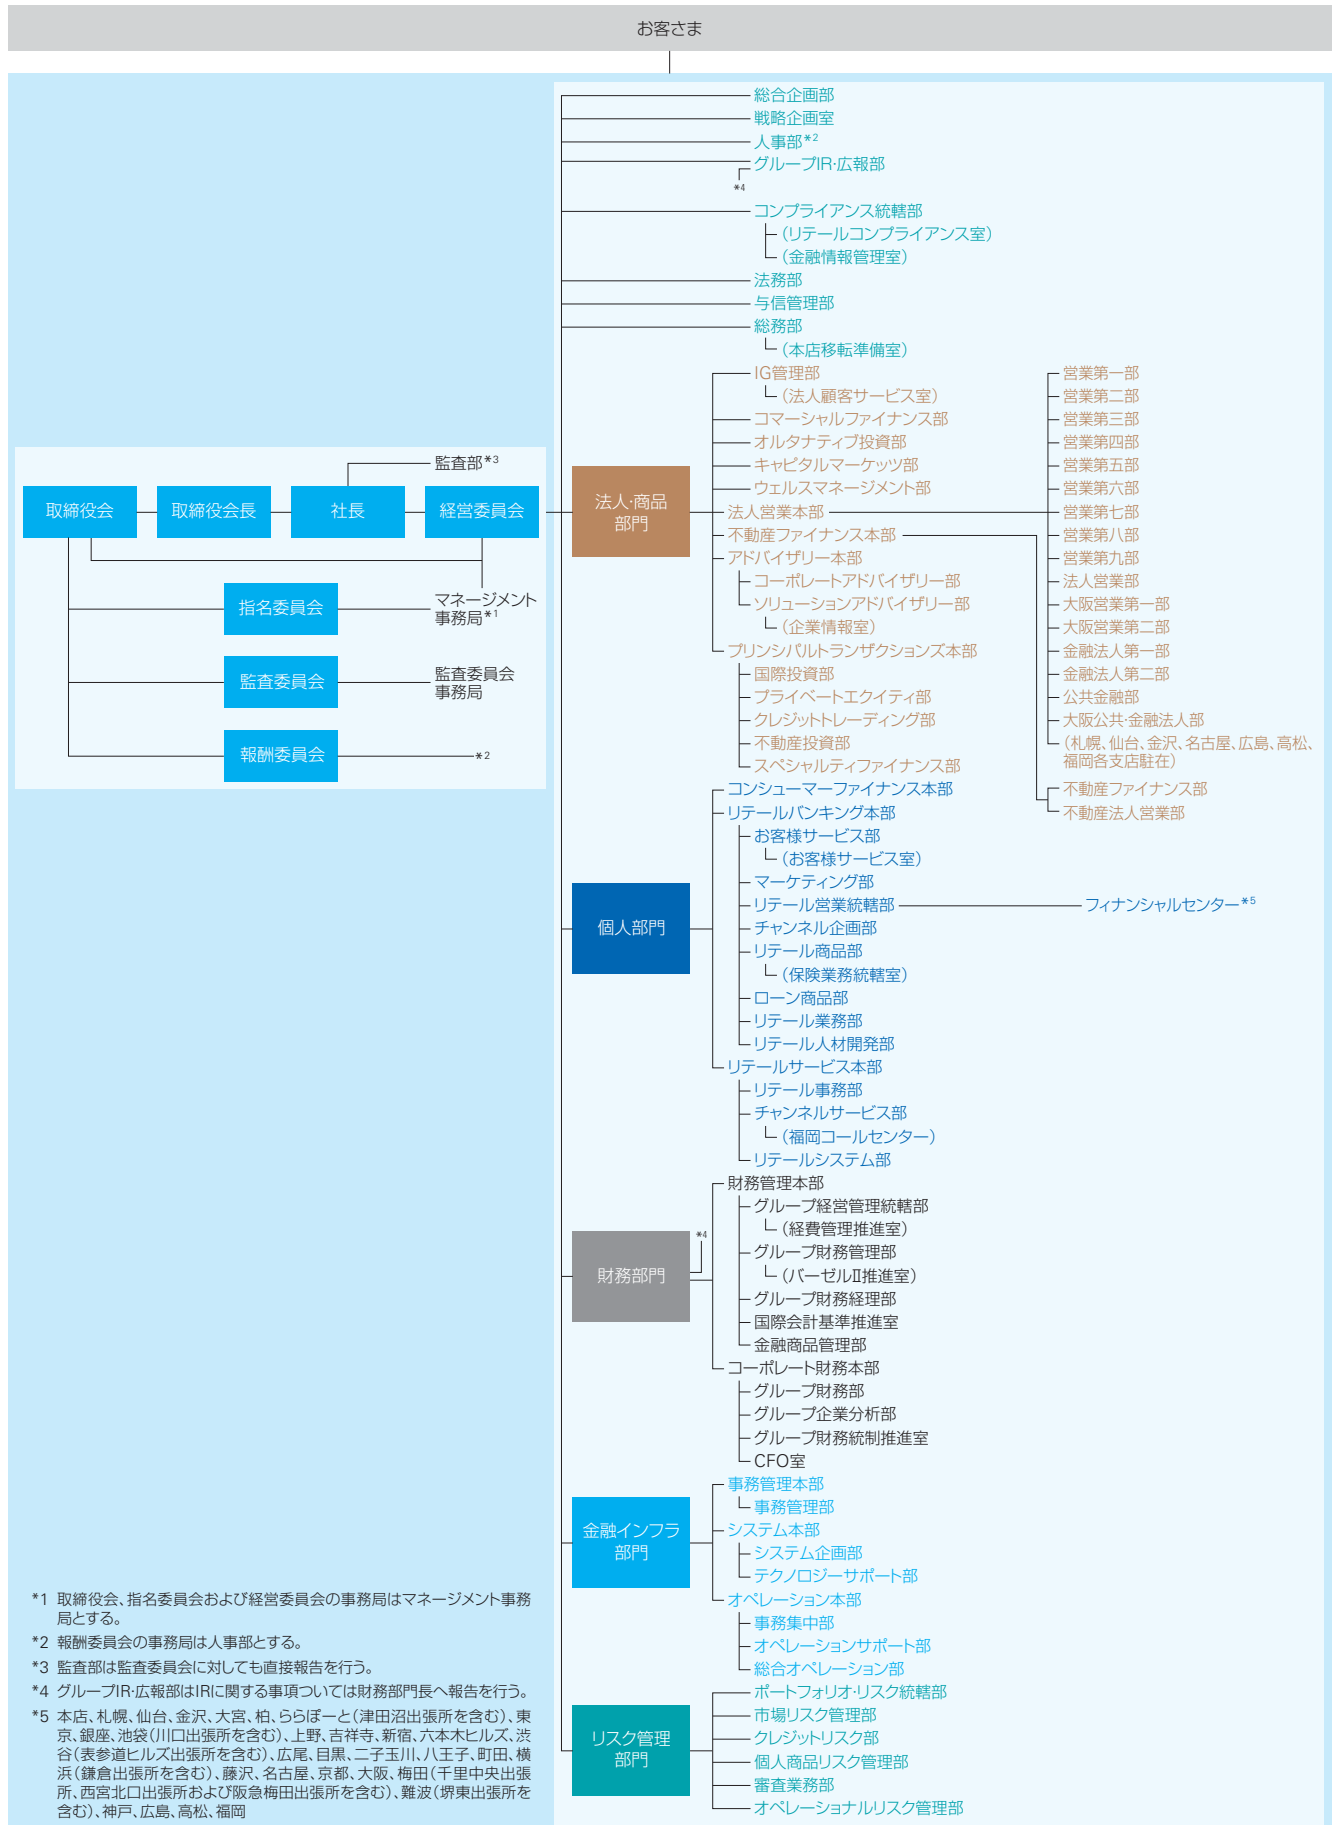 お客さま
総合企画部
戦略企画室
人事部*2
グループIR・広報部
*4
コンプライアンス統轄部
（リテールコンプライアンス室）
（金融情報管理室）
法務部
与信管理部
総務部
（本店移転準備室）
監査部*3
取締役会
取締役会長
社長
経営委員会
指名委員会
マネージメント
事務局*1
監査委員会
監査委員会
事務局
報酬委員会
*2
法人・商品
部門
IG管理部
（法人顧客サービス室）
コマーシャルファイナンス部
オルタナティブ投資部
キャピタルマーケッツ部
ウェルスマネージメント部
法人営業本部
不動産ファイナンス本部
アドバイザリー本部
コーポレートアドバイザリー部
ソリューションアドバイザリー部
（企業情報室）
プリンシパルトランザクションズ本部
国際投資部
プライベートエクイティ部
クレジットトレーディング部
不動産投資部
スペシャルティファイナンス部
営業第一部
営業第二部
営業第三部
営業第四部
営業第五部
営業第六部
営業第七部
営業第八部
営業第九部
法人営業部
大阪営業第一部
大阪営業第二部
金融法人第一部
金融法人第二部
公共金融部
大阪公共・金融法人部
（札幌、仙台、金沢、名古屋、広島、高松、
福岡各支店駐在）
不動産ファイナンス部
不動産法人営業部
個人部門
コンシューマーファイナンス本部
リテールバンキング本部
お客様サービス部
（お客様サービス室）
マーケティング部
リテール営業統轄部
フィナンシャルセンター*5
チャンネル企画部
リテール商品部
（保険業務統轄室）
ローン商品部
リテール業務部
リテール人材開発部
リテールサービス本部
リテール事務部
チャンネルサービス部
（福岡コールセンター）
リテールシステム部
財務部門
*4
財務管理本部
グループ経営管理統轄部
（経費管理推進室）
グループ財務管理部
（バーゼルⅡ推進室）
グループ財務経理部
国際会計基準推進室
金融商品管理部
コーポレート財務本部
グループ財務部
グループ企業分析部
グループ財務統制推進室
CFO室
金融インフラ
部門
事務管理本部
事務管理部
システム本部
システム企画部
テクノロジーサポート部
オペレーション本部
事務集中部
オペレーションサポート部
総合オペレーション部
リスク管理
部門
ポートフォリオ・リスク統轄部
市場リスク管理部
クレジットリスク部
個人商品リスク管理部
審査業務部
オペレーショナルリスク管理部
*1 取締役会、指名委員会および経営委員会の事務局はマネージメント事務
局とする。
*2 報酬委員会の事務局は人事部とする。
*3 監査部は監査委員会に対しても直接報告を行う。
*4 グループIR・広報部はIRに関する事項ついては財務部門長へ報告を行う。
*5 本店、札幌、仙台、金沢、大宮、柏、ららぽーと（津田沼出張所を含む）、東
京、銀座、池袋（川口出張所を含む）、上野、吉祥寺、新宿、六本木ヒルズ、渋
谷（表参道ヒルズ出張所を含む）、広尾、目黒、二子玉川、八王子、町田、横
浜（鎌倉出張所を含む）、藤沢、名古屋、京都、大阪、梅田（千里中央出張
所、西宮北口出張所および阪急梅田出張所を含む）、難波（堺東出張所を
含む）、神戸、広島、高松、福岡